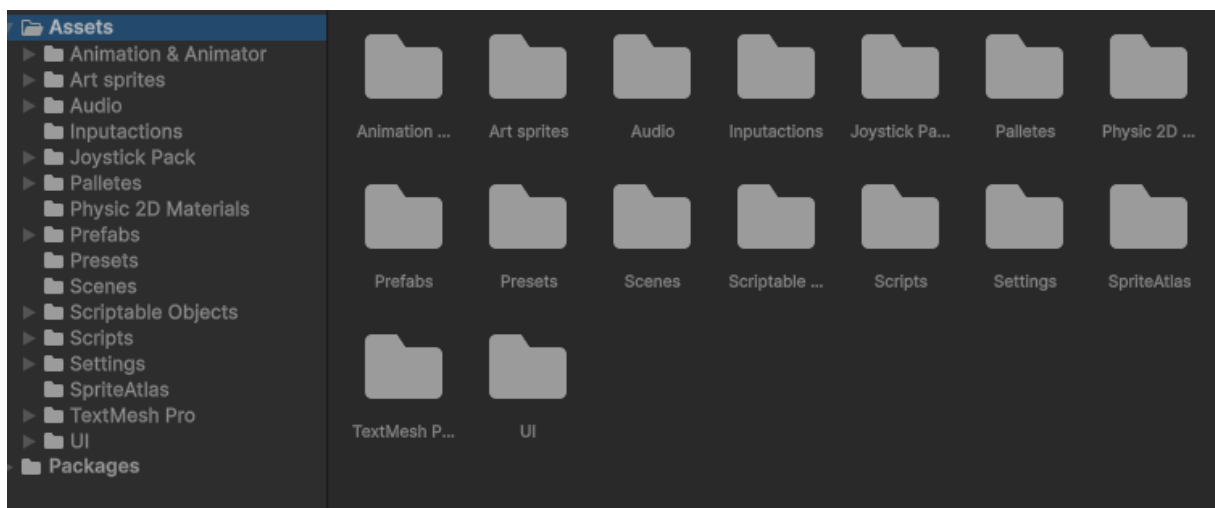 Assets
Animation & Animator
Art sprites
Audio
Inputactions
Joystick Pack
Palletes
Physic 2D Materials
Prefabs
Presets
Scenes
Scriptable Objects
Scripts
Settings
SpriteAtlas
TextMesh Pro
UI
Packages
Animation ... Art sprites Audio Inputactions Joystick Pa... Palletes Physic 2D ...
Prefabs Presets Scenes Scriptable ... Scripts Settings SpriteAtlas
TextMesh P... UI